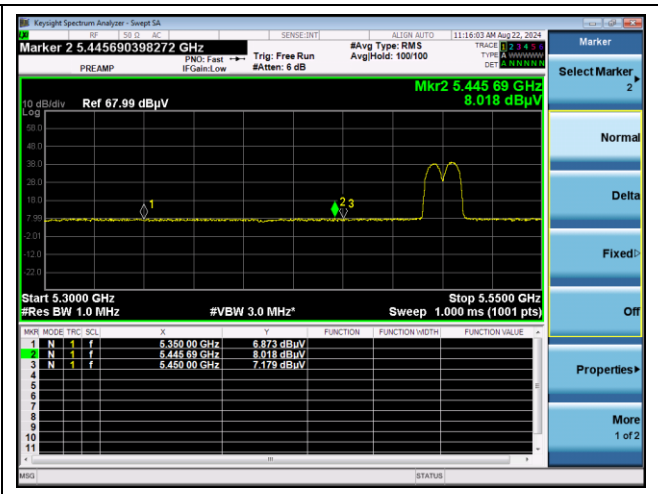 Keysight Spectrum Analyzer - Swept SA
RF 50 Ω AC SENSE:INT ALIGN AUTO 11:16:03 AM Aug 22, 2024
Marker 2 5.445690398272 GHz
PREAMP
PNO: Fast
IFGain:Low
Trig: Free Run
#Atten: 6 dB
#Avg Type: RMS
Avg|Hold: 100/100
TRACE 1 2 3 4 5 6
TYPE A WWWWW
DET A N N N N N
Marker
Select Marker
2
Normal
Delta
Fixed
Off
Properties
More
1 of 2
Mkr2 5.445 69 GHz
8.018 dBµV
10 dB/div Ref 67.99 dBµV
Log
58.0
48.0
38.0
28.0
18.0
7.99
-2.01
-12.0
-22.0
1
2 3
Start 5.3000 GHz Stop 5.5500 GHz
#Res BW 1.0 MHz #VBW 3.0 MHz* Sweep 1.000 ms (1001 pts)
MKR MODE TRC SCL X Y FUNCTION FUNCTION WIDTH FUNCTION VALUE
1 N 1 f 5.350 00 GHz 6.873 dBuV
2 N 1 f 5.445 69 GHz 8.018 dBuV
3 N 1 f 5.450 00 GHz 7.179 dBuV
4
5
6
7
8
9
10
11
MSG STATUS